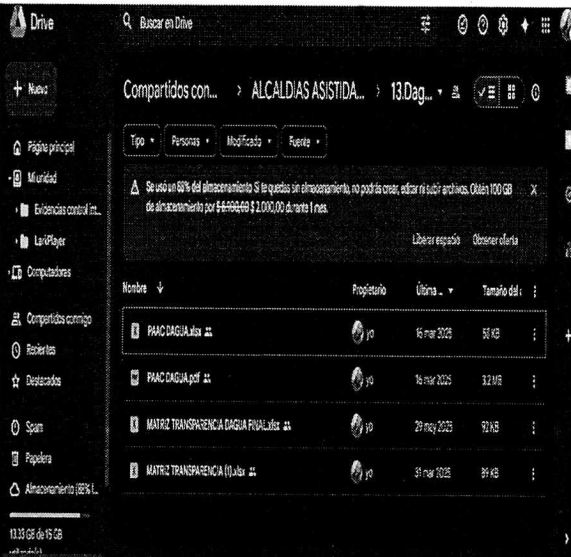 Drive
Buscar en Drive
Nuevo
Compartidos con... > ALCALDIAS ASISTIDA... > 13.Dag...
Tipo Personas Modificado Fuente
Página principal
Mi unidad
Evidencias control in...
LarkPlayer
Computadores
Compartidos conmigo
Recientes
Destacados
Spam
Papelera
Almacenamiento (88% l...
13.33 GB de 15 GB
utilizado(s)
Se usó un 88% del almacenamiento Si te quedas sin almacenamiento, no podrás crear, editar ni subir archivos. Obtén 100 GB
de almacenamiento por $ 2.000,00 durante 1 mes.
Liberar espacio Obtener oferta
X
Nombre Propietario Última ... Tamaño del a
PAAC DAGUA.xlsx yo 16 mar 2025
PAAC DAGUA.pdf yo 16 mar 2025 3.2 MB
MATRIZ TRANSPARENCIA DAGUA FINAL.xlsx yo 29 may 2025 92 KB
MATRIZ TRANSPARENCIA (1).xlsx yo 31 mar 2025 89 KB